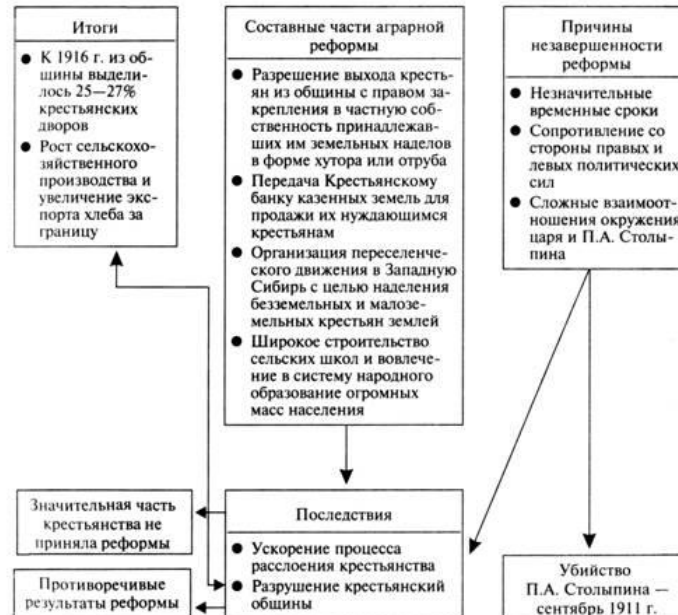 Итоги
● К 1916 г. из об-
щины выдели-
лось 25—27%
крестьянских
дворов
● Рост сельскохо-
зяйственного
производства и
увеличение экс-
порта хлеба за
границу
Составные части аграрной
реформы
● Разрешение выхода кресть-
ян из общины с правом за-
крепления в частную соб-
ственность принадлежав-
ших им земельных наделов
в форме хутора или отруба
● Передача Крестьянскому
банку казенных земель для
продажи их нуждающимся
крестьянам
● Организация переселенче-
ского движения в Западную
Сибирь с целью наделения
безземельных и малозе-
мельных крестьян землей
● Широкое строительство
сельских школ и вовлече-
ние в систему народного
образование огромных
масс населения
Причины
незавершенности
реформы
● Незначительные
временные сроки
● Сопротивление со
стороны правых и
левых политических
сил
● Сложные взаимоот-
ношения окружения
царя и П.А. Столы-
пина
Значительная часть
крестьянства не
приняла реформы
Противоречивые
результаты реформы
Последствия
● Ускорение процесса
расслоения крестьянства
● Разрушение крестьянский
общины
Убийство
П.А. Столыпина —
сентябрь 1911 г.